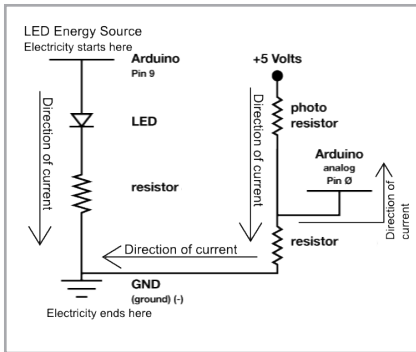 LED Energy Source
Electricity starts here
Arduino
Pin 9
+5 Volts
Direction of current
LED
resistor
Direction of current
photo
resistor
Arduino
analog
Pin Ø
Direction of
current
resistor
Direction of current
GND
(ground) (-)
Electricity ends here